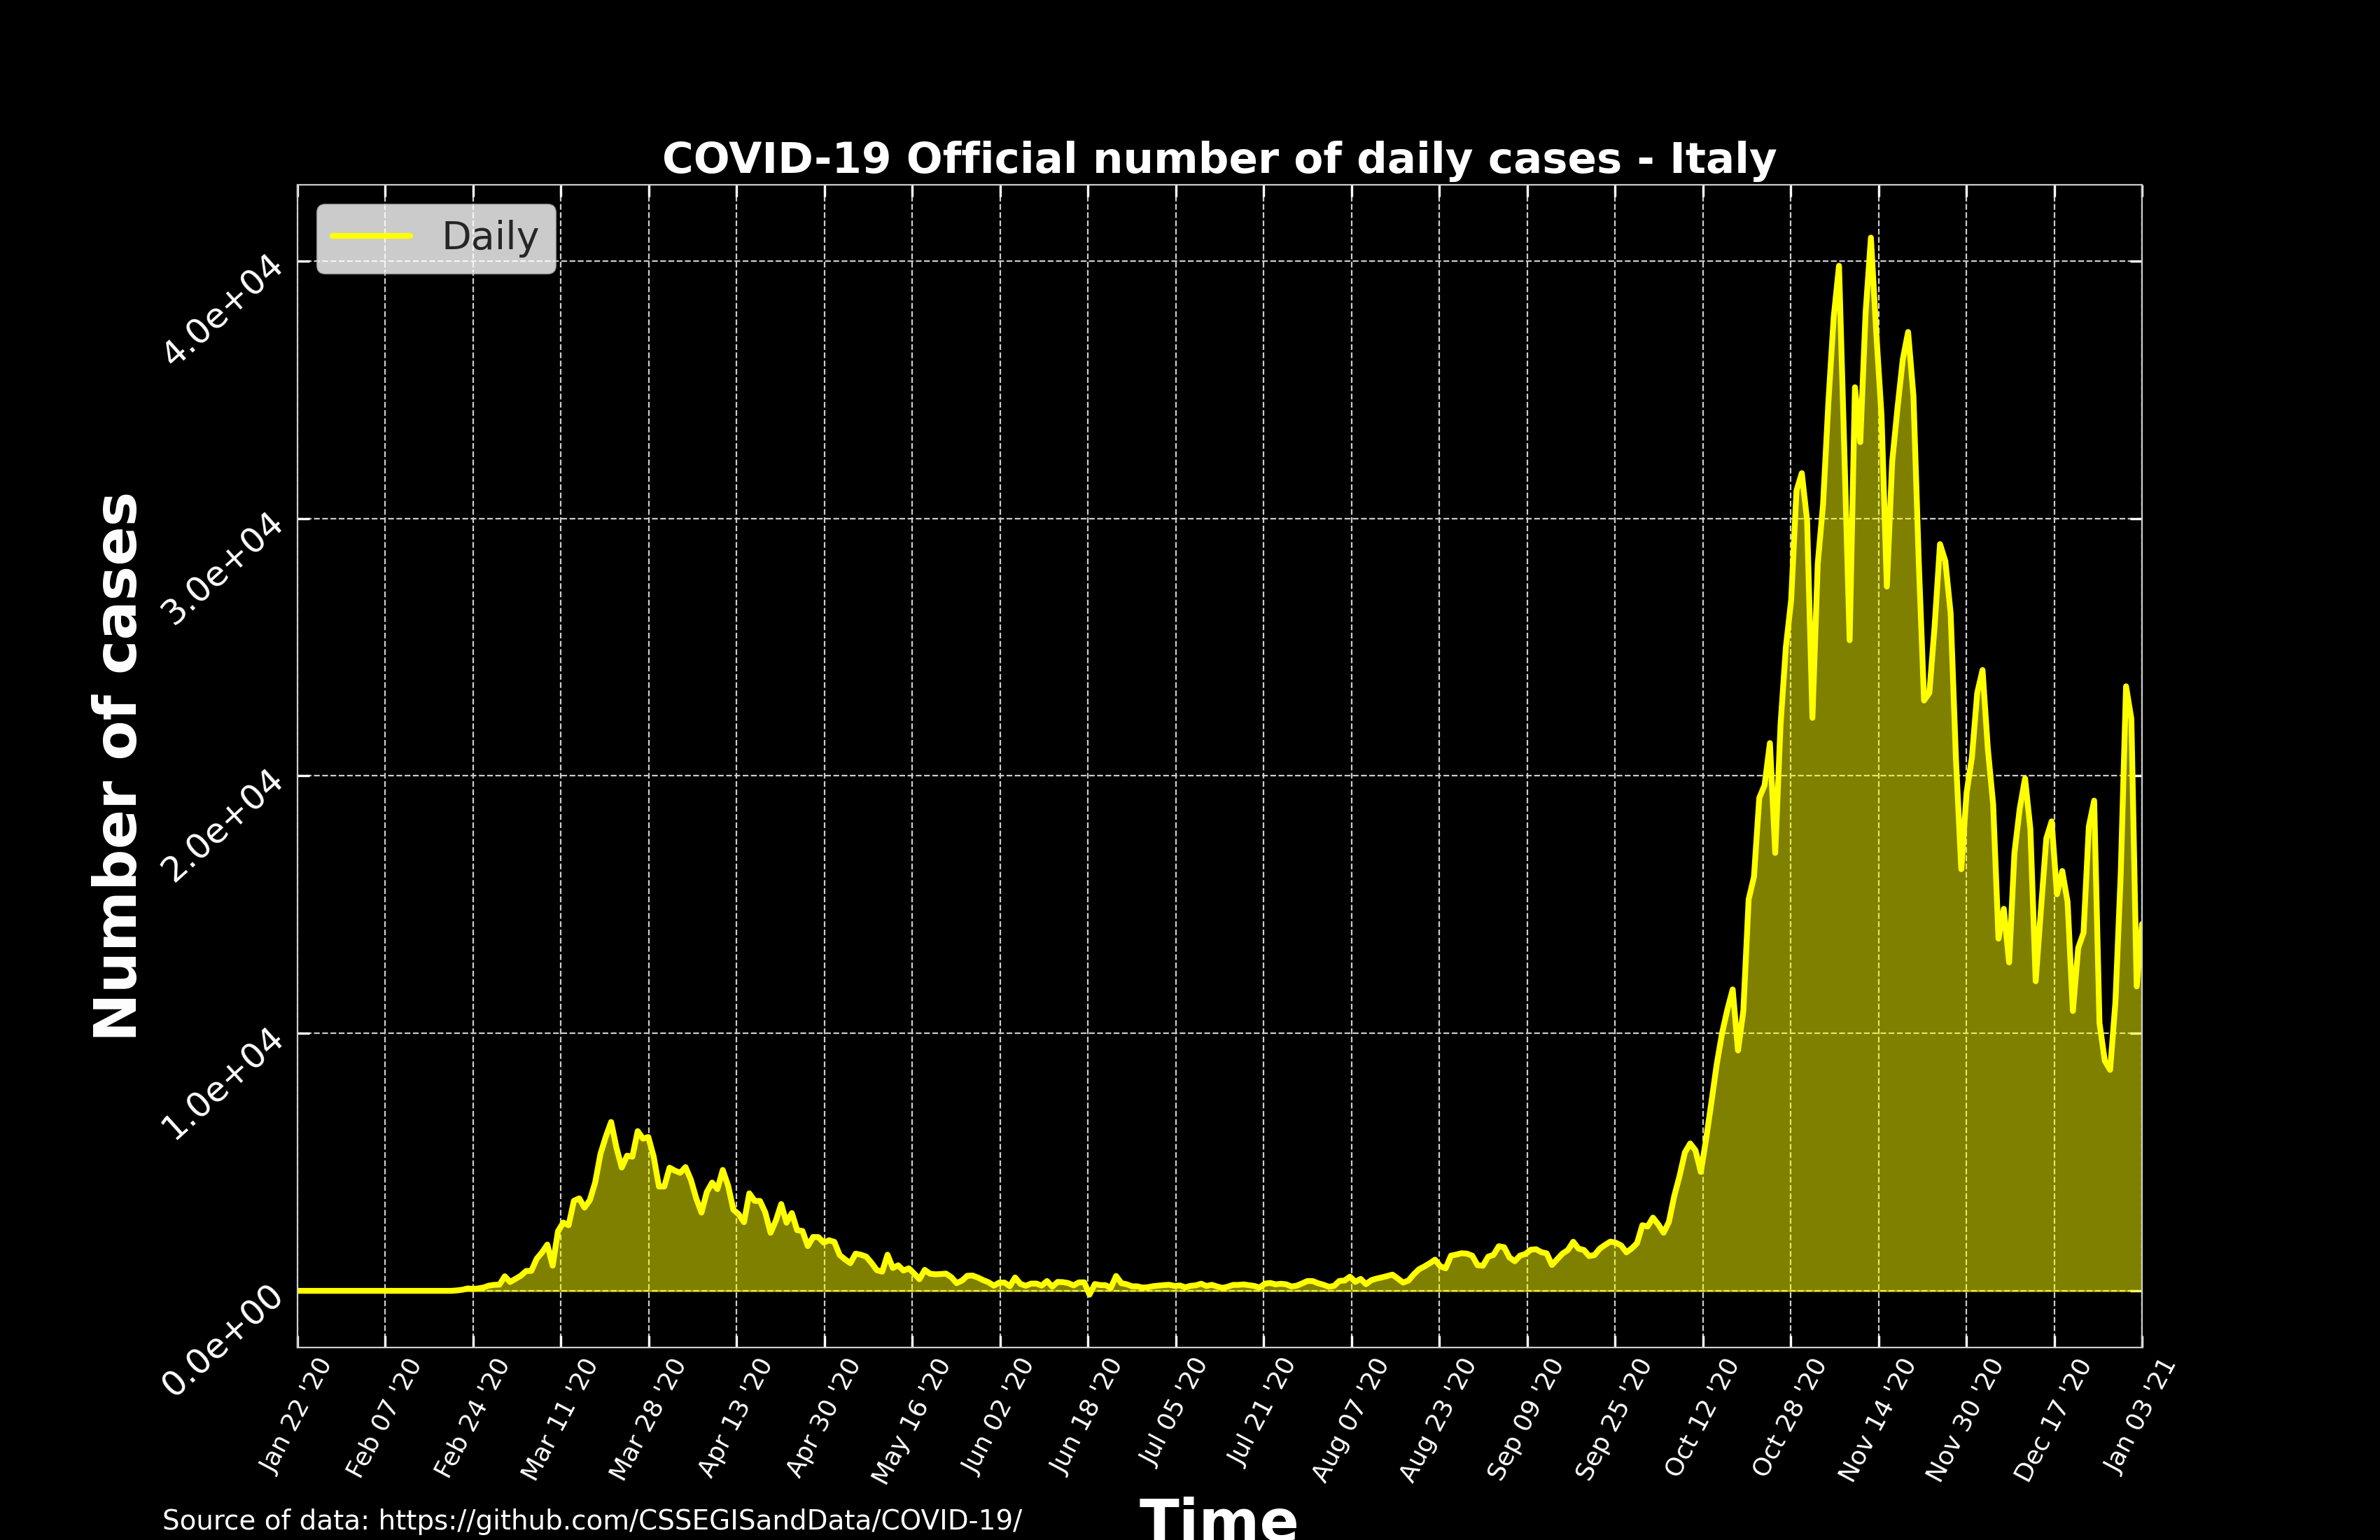 COVID-19 Official number of daily cases - Italy
Daily
Number of cases
4.0e+04
3.0e+04
2.0e+04
1.0e+04
0.0e+00
Jan 22 '20
Feb 07 '20
Feb 24 '20
Mar 11 '20
Mar 28 '20
Apr 13 '20
Apr 30 '20
May 16 '20
Jun 02 '20
Jun 18 '20
Jul 05 '20
Jul 21 '20
Aug 07 '20
Aug 23 '20
Sep 09 '20
Sep 25 '20
Oct 12 '20
Oct 28 '20
Nov 14 '20
Nov 30 '20
Dec 17 '20
Jan 03 '21
Time
Source of data: https://github.com/CSSEGISandData/COVID-19/